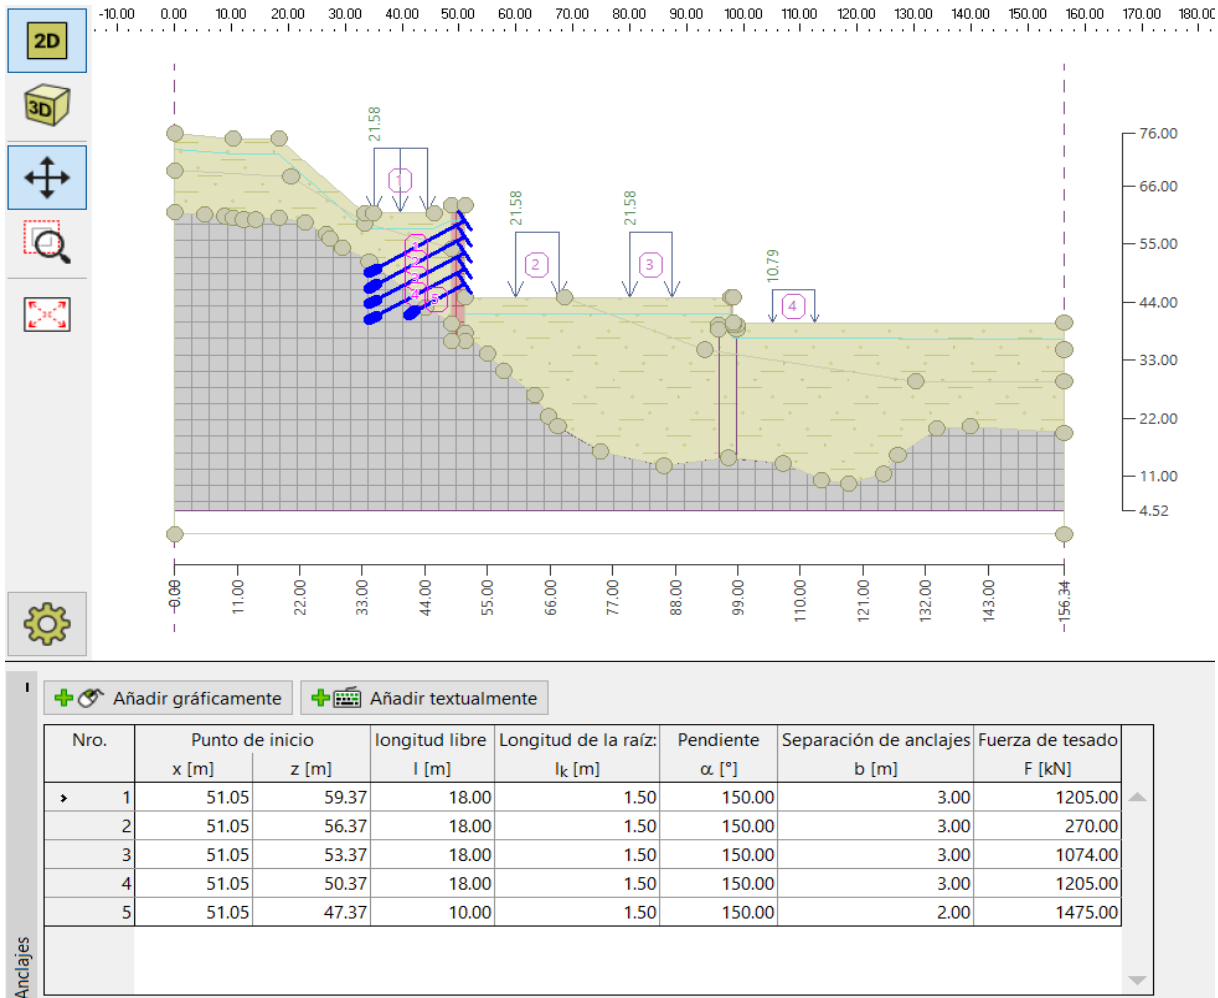 -10.00 0.00 10.00 20.00 30.00 40.00 50.00 60.00 70.00 80.00 90.00 100.00 110.00 120.00 130.00 140.00 150.00 160.00 170.00 180.00
2D
3D
21.58
21.58
21.58
10.79
1
2
3
4
1
2
3
4
5
76.00
66.00
55.00
44.00
33.00
22.00
11.00
4.52
-0.00 11.00 22.00 33.00 44.00 55.00 66.00 77.00 88.00 99.00 110.00 121.00 132.00 143.00 156.34
Añadir gráficamente Añadir textualmente
Nro. Punto de inicio longitud libre Longitud de la raíz: Pendiente Separación de anclajes Fuerza de tesado
x [m] z [m] l [m] lk [m] α [°] b [m] F [kN]
1 51.05 59.37 18.00 1.50 150.00 3.00 1205.00
2 51.05 56.37 18.00 1.50 150.00 3.00 270.00
3 51.05 53.37 18.00 1.50 150.00 3.00 1074.00
4 51.05 50.37 18.00 1.50 150.00 3.00 1205.00
5 51.05 47.37 10.00 1.50 150.00 2.00 1475.00
Anclajes